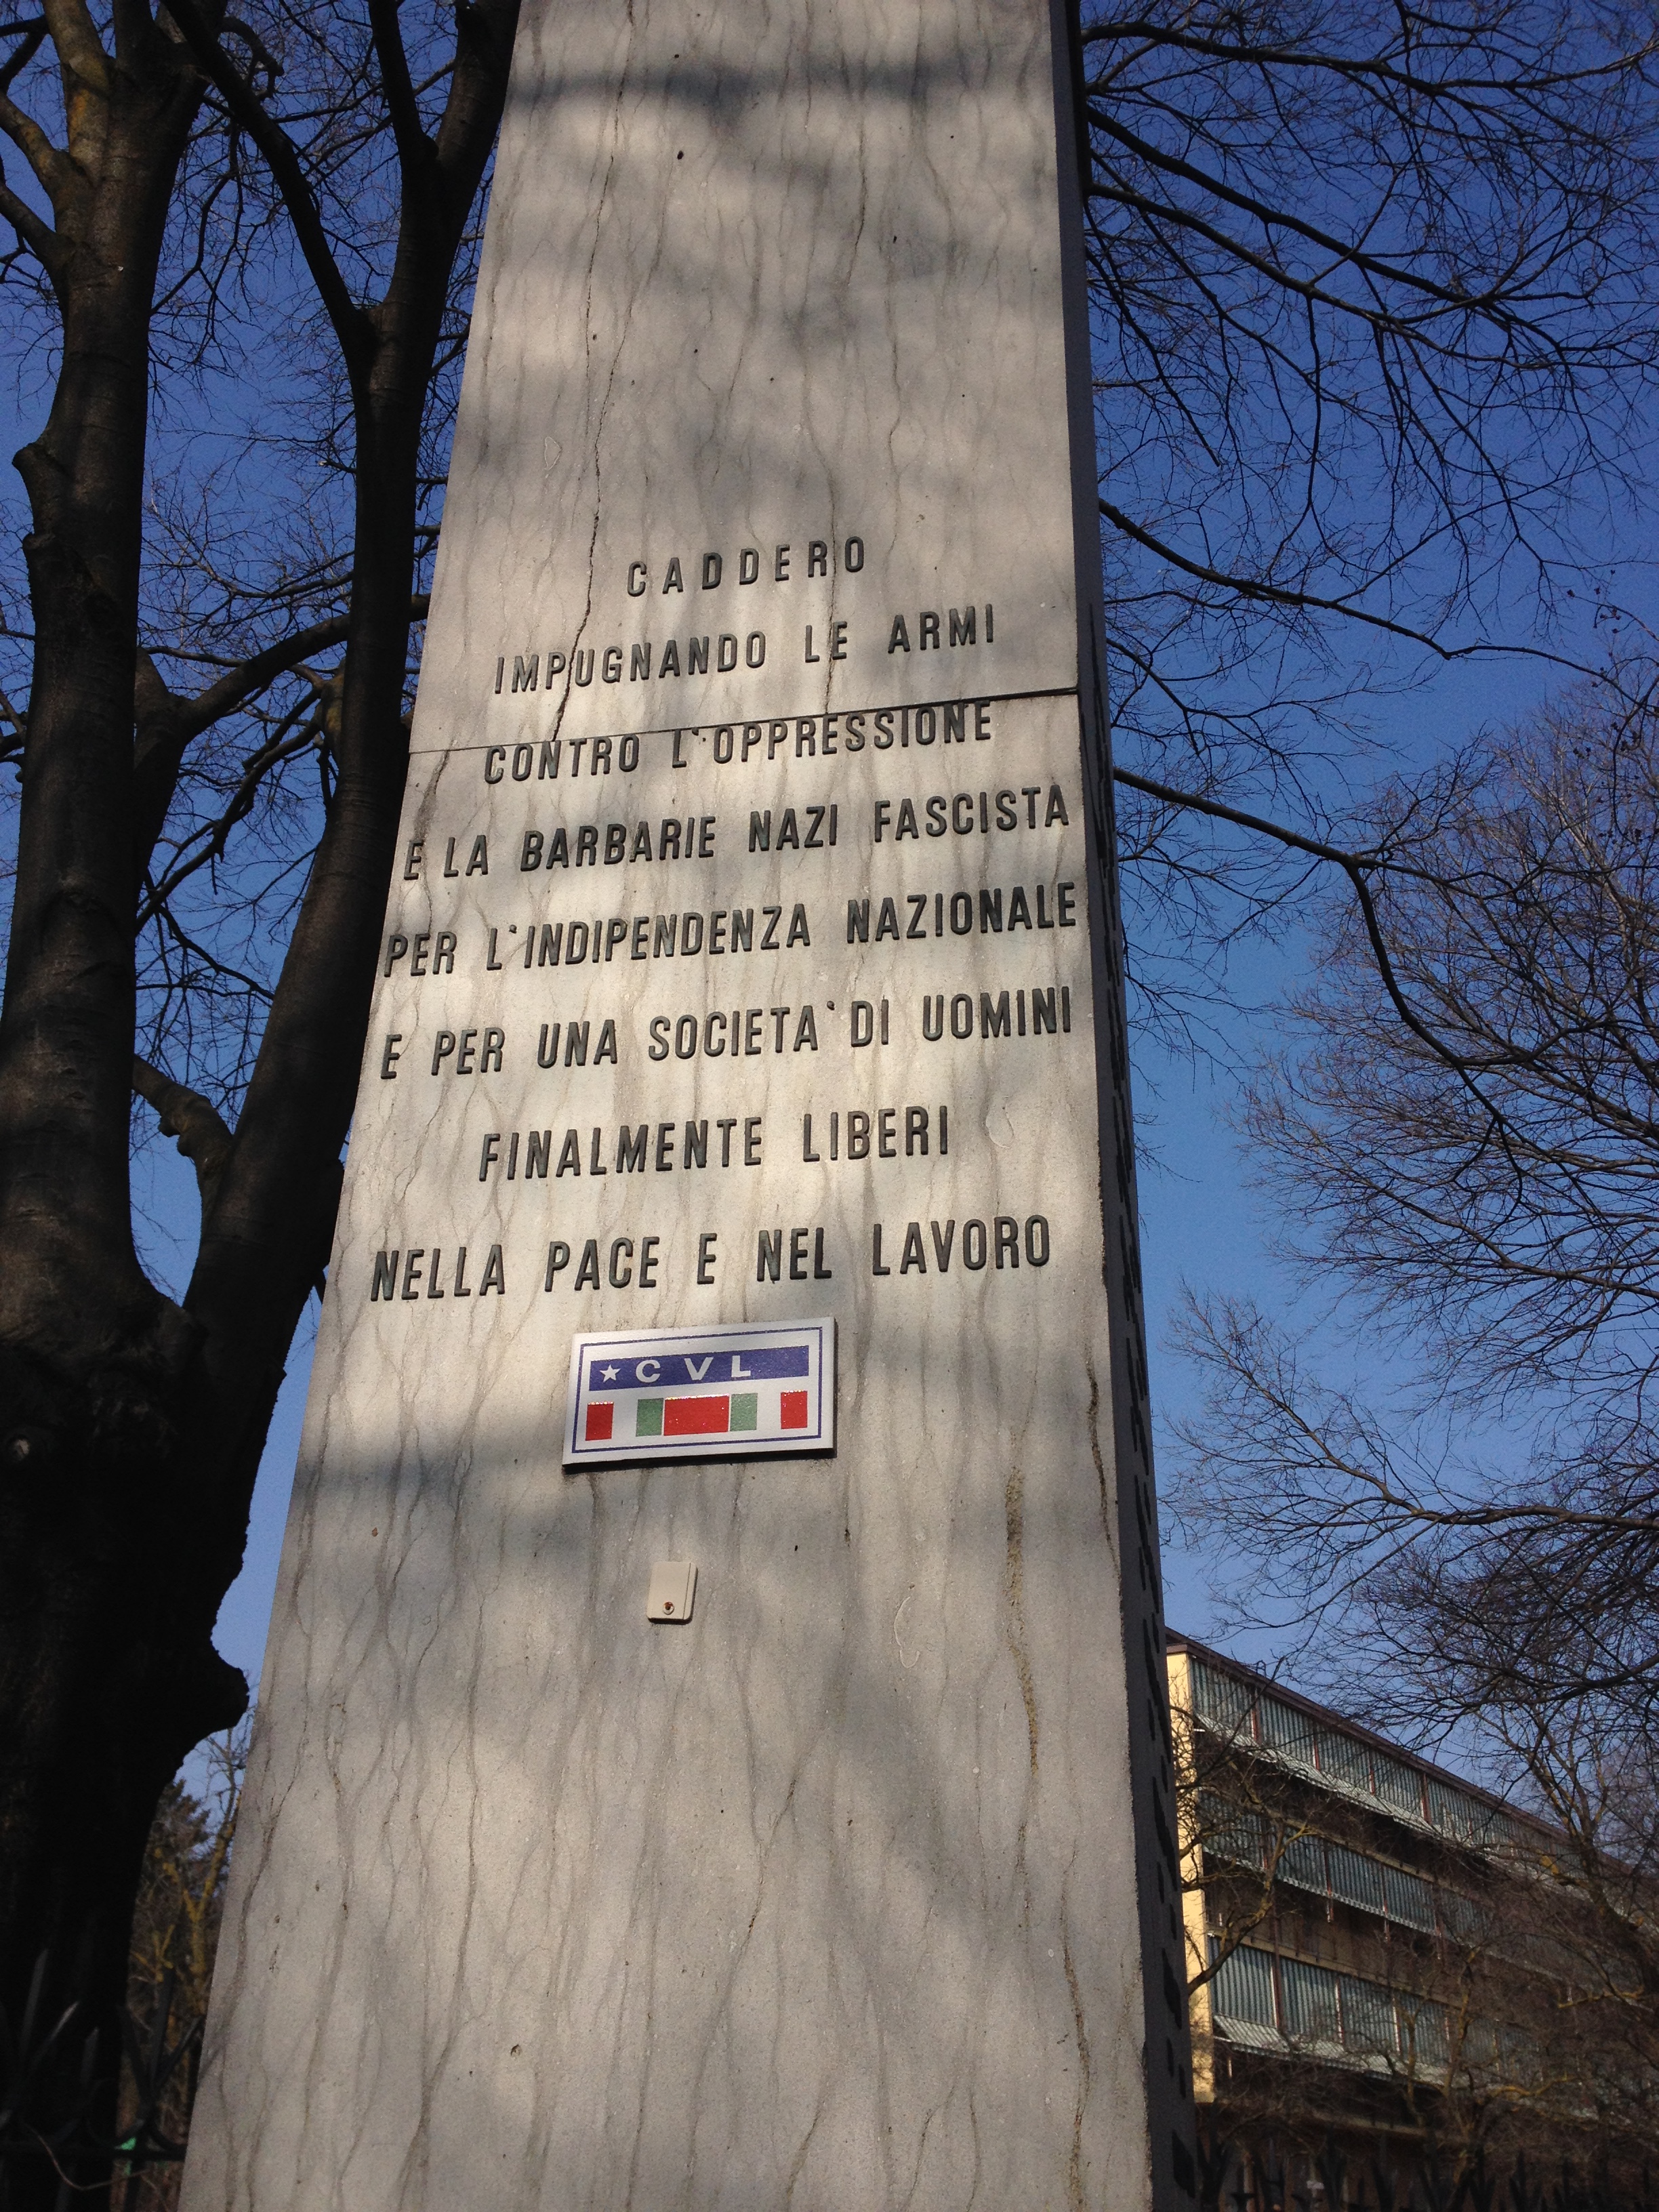 CADDERO
IMPUGNANDO LE ARMI
CONTRO L'OPPRESSIONE
E LA BARBARIE NAZI FASCISTA
PER L'INDIPENDENZA NAZIONALE
E PER UNA SOCIETA' DI UOMINI
FINALMENTE LIBERI
NELLA PACE E NEL LAVORO
★ CVL